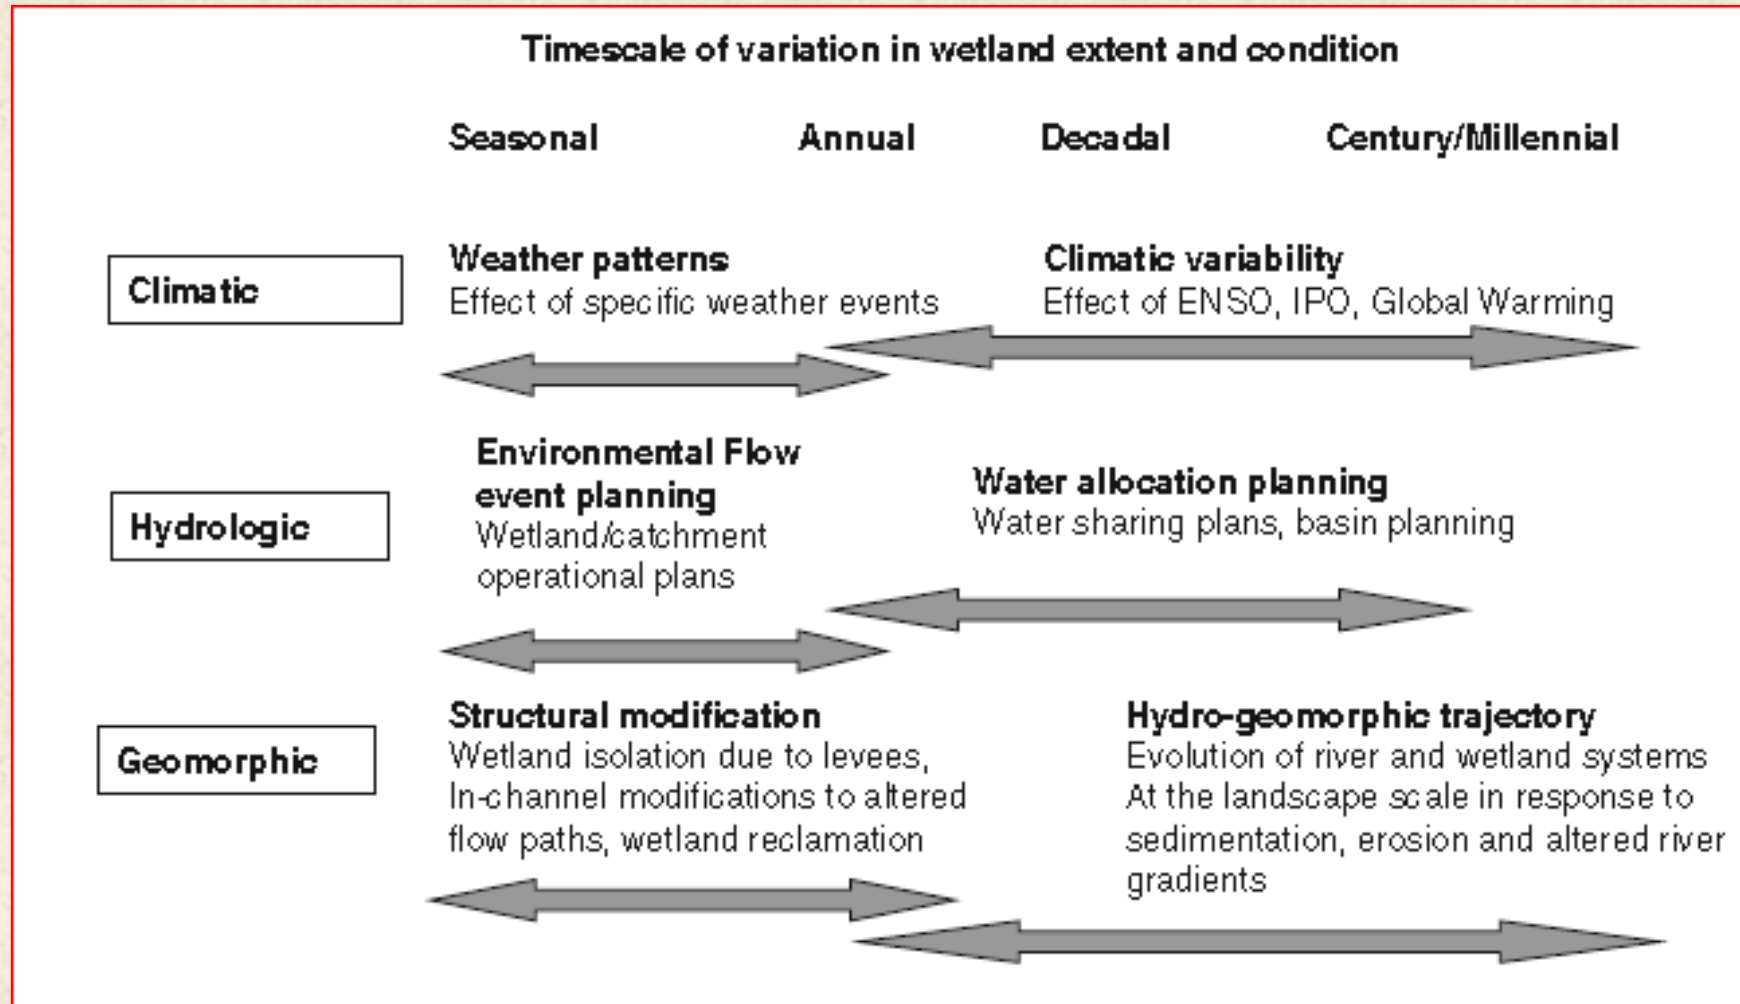 Timescale of variation in wetland extent and condition
Seasonal Annual Decadal Century/Millennial
Climatic
Weather patterns
Effect of specific weather events
Climatic variability
Effect of ENSO, IPO, Global Warming
Hydrologic
Environmental Flow
event planning
Wetland/catchment
operational plans
Water allocation planning
Water sharing plans, basin planning
Geomorphic
Structural modification
Wetland isolation due to levees,
In-channel modifications to altered
flow paths, wetland reclamation
Hydro-geomorphic trajectory
Evolution of river and wetland systems
At the landscape scale in response to
sedimentation, erosion and altered river
gradients